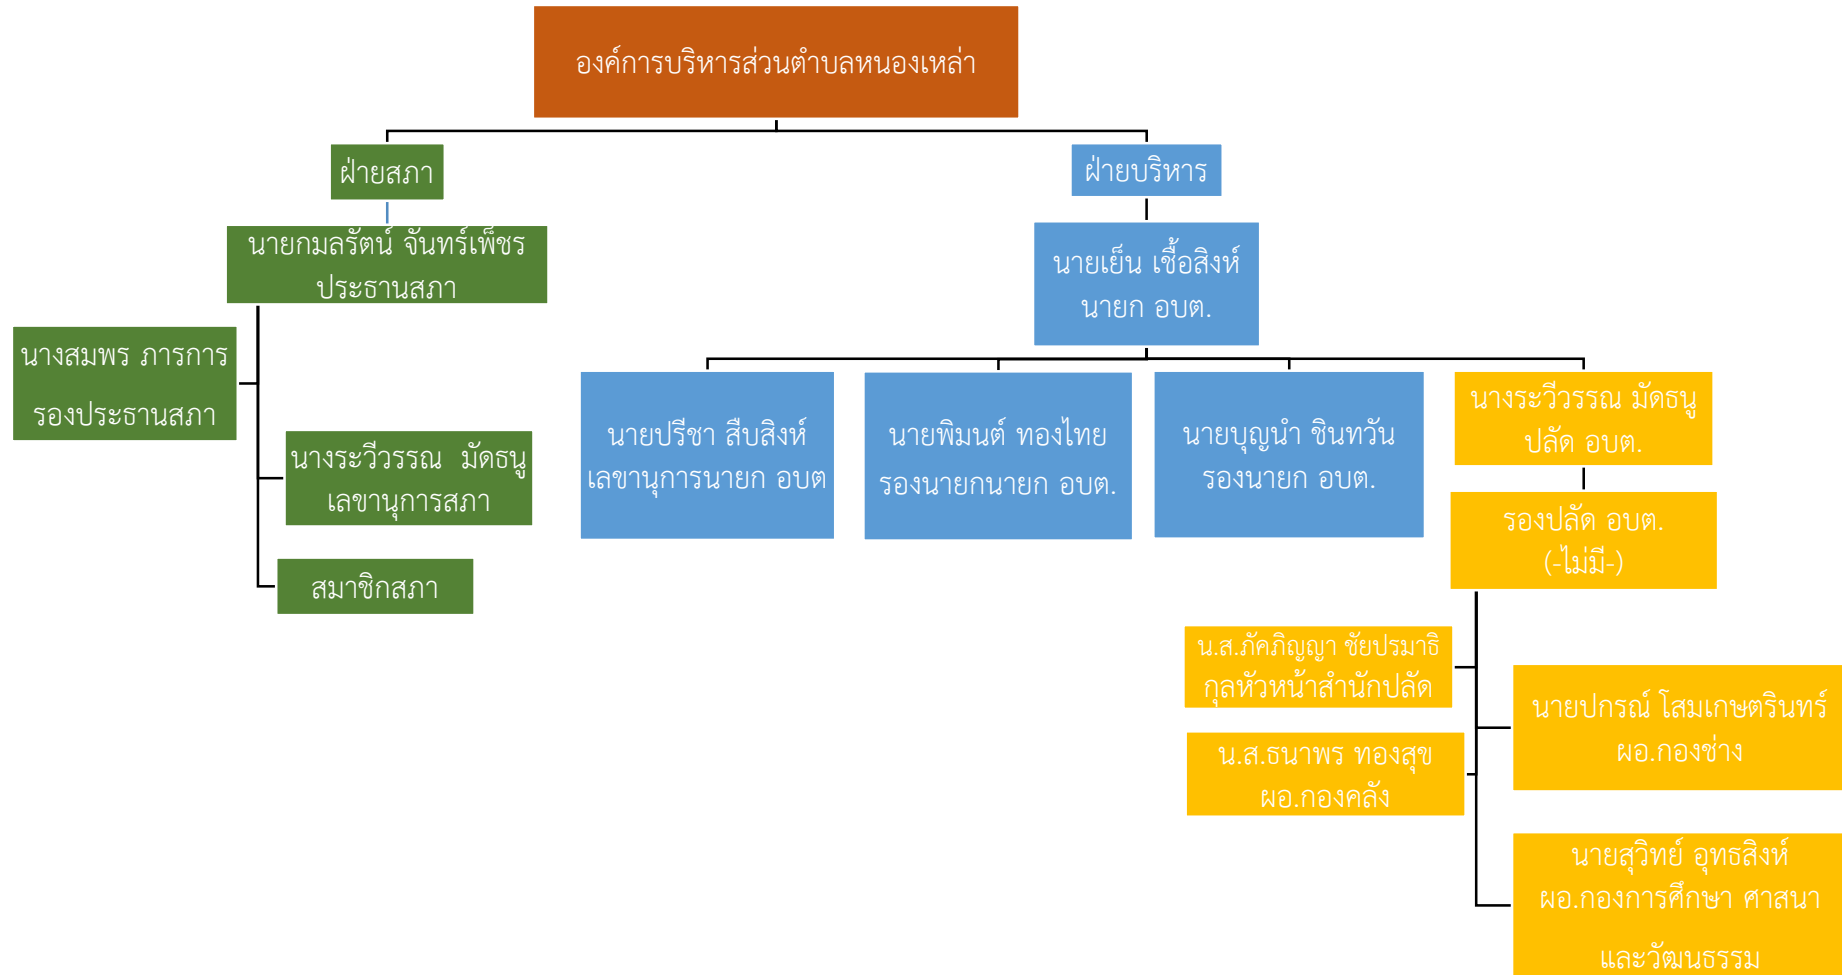 องค์การบริหารส่วนตำบลหนองเหล่า
ฝ่ายสภา
ฝ่ายบริหาร
นายกมลรัตน์ จันทร์เพ็ชร
ประธานสภา
นางสมพร ภารการ
รองประธานสภา
นางระวีวรรณ มัดธนู
เลขานุการสภา
สมาชิกสภา
นายเย็น เชื้อสิงห์
นายก อบต.
นายปรีชา สืบสิงห์
เลขานุการนายก อบต
นายพิมนต์ ทองไทย
รองนายกนายก อบต.
นายบุญนำ ชินทวัน
รองนายก อบต.
นางระวีวรรณ มัดธนู
ปลัด อบต.
รองปลัด อบต.
(-ไม่มี-)
น.ส.ภัคภิญญา ชัยปรมาธิ
กุลหัวหน้าสำนักปลัด
นายปกรณ์ โสมเกษตรินทร์
ผอ.กองช่าง
น.ส.ธนาพร ทองสุข
ผอ.กองคลัง
นายสุวิทย์ อุทธสิงห์
ผอ.กองการศึกษา ศาสนา
และวัฒนธรรม